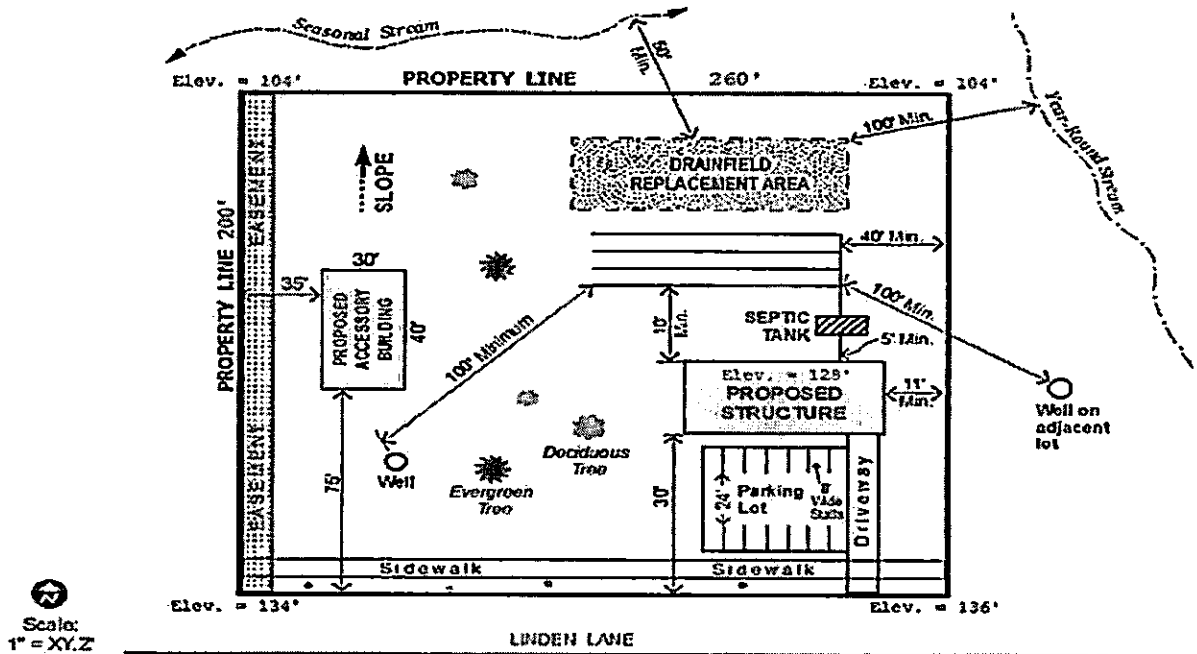 Seasonal Stream
60' Min.
Elev. = 104'
PROPERTY LINE
260'
Elev. = 104'
100' Min.
Year-Round Stream
EASEMENT
SLOPE
DRAINFIELD
REPLACEMENT AREA
PROPERTY LINE 200'
40' Min.
30'
35'
PROPOSED
ACCESSORY
BUILDING
40'
100' Minimum
10'
Min.
SEPTIC
TANK
100' Min.
5' Min.
Elev. = 128'
PROPOSED
STRUCTURE
11'
Min.
Well on
adjacent
lot
Deciduous
Tree
Well
Evergreen
Tree
75'
EASEMENT
30'
24'
Parking
Lot
Wide
Driveway
Sidewalk
Sidewalk
Elev. = 134'
Elev. = 136'
Scale:
1" = XY.Z'
LINDEN LANE